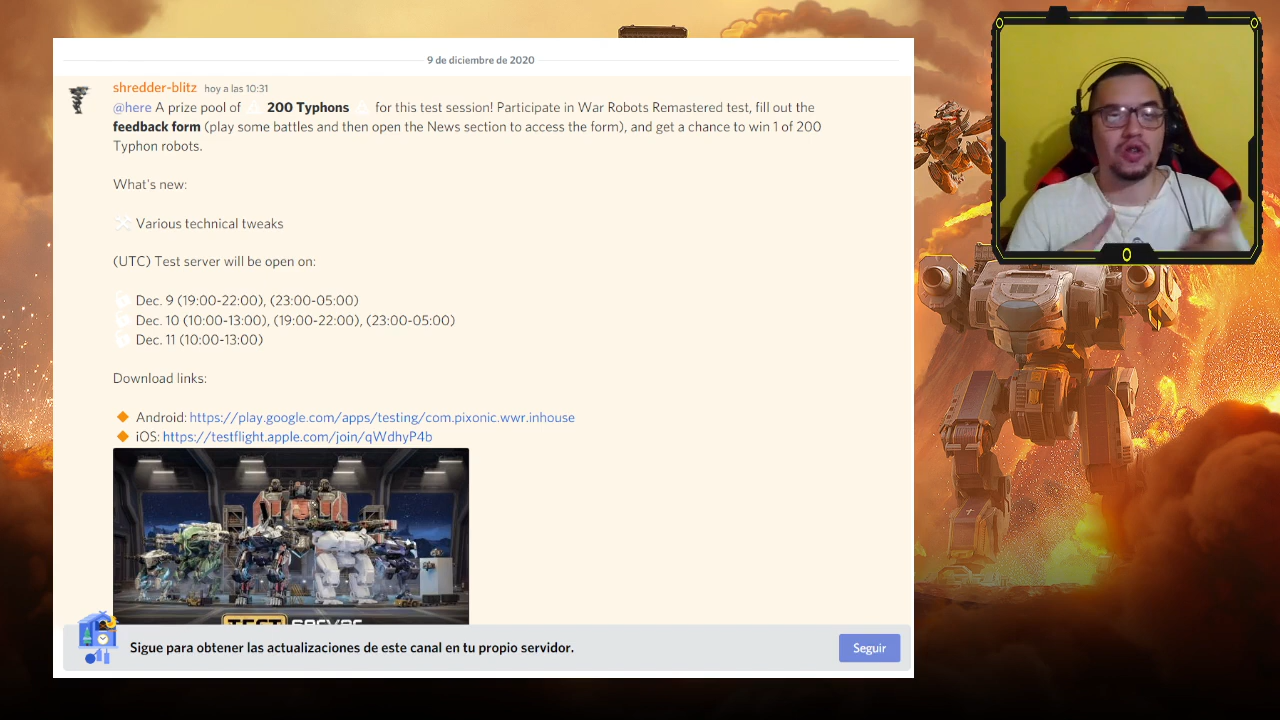 9 de diciembre de 2020
shredder-blitz hoy a las 10:31
@here A prize pool of 200 Typhons for this test session! Participate in War Robots Remastered test, fill out the
feedback form (play some battles and then open the News section to access the form), and get a chance to win 1 of 200
Typhon robots.
What's new:
Various technical tweaks
(UTC) Test server will be open on:
Dec. 9 (19:00-22:00), (23:00-05:00)
Dec. 10 (10:00-13:00), (19:00-22:00), (23:00-05:00)
Dec. 11 (10:00-13:00)
Download links:
Android: https://play.google.com/apps/testing/com.pixonic.wwr.inhouse
iOS: https://testflight.apple.com/join/qWdhyP4b
TEST SERVER
Sigue para obtener las actualizaciones de este canal en tu propio servidor.
Seguir